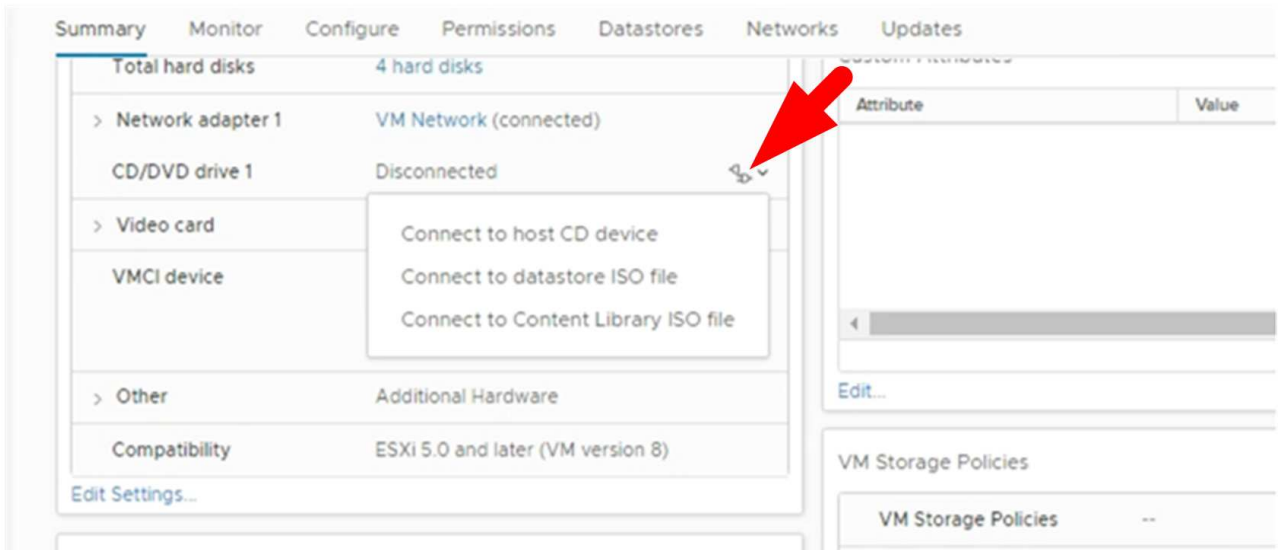 Summary Monitor Configure Permissions Datastores Networks Updates
Total hard disks 4 hard disks
Network adapter 1 VM Network (connected)
CD/DVD drive 1 Disconnected
Video card
Connect to host CD device
VMCI device
Connect to datastore ISO file
Connect to Content Library ISO file
Other Additional Hardware
Compatibility ESXi 5.0 and later (VM version 8)
Edit Settings...
Custom Attributes
Attribute Value
Edit...
VM Storage Policies
VM Storage Policies --